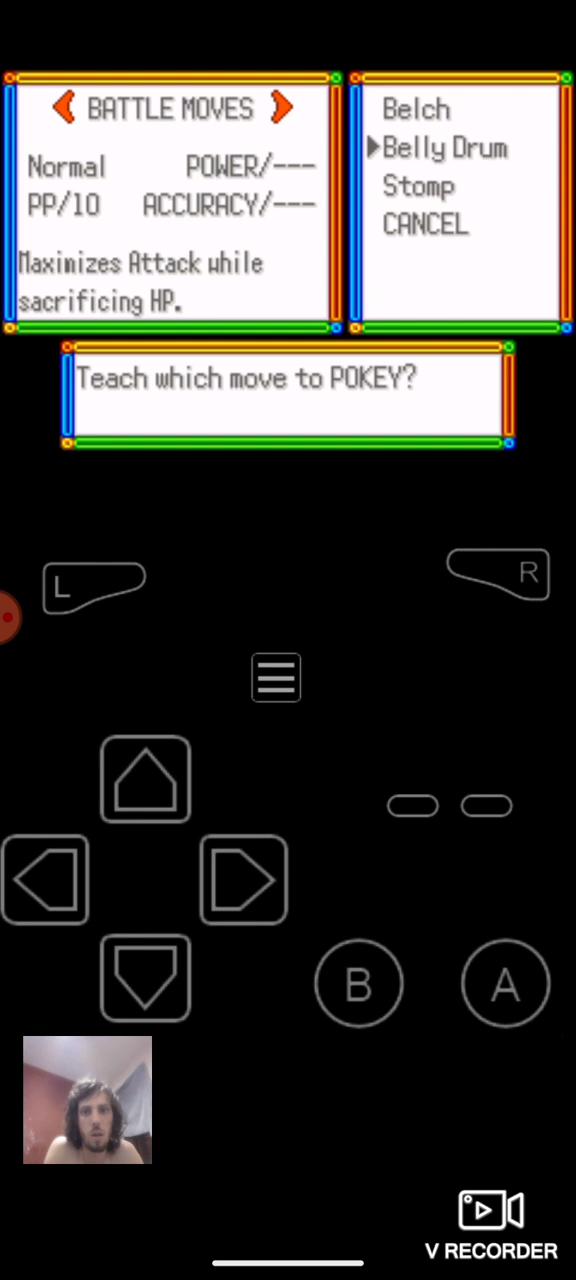 BATTLE MOVES
Normal POWER/---
PP/10 ACCURACY/---
Maximizes Attack while
sacrificing HP.
Belch
Belly Drum
Stomp
CANCEL
Teach which move to POKEY?
L
R
B
A
V RECORDER